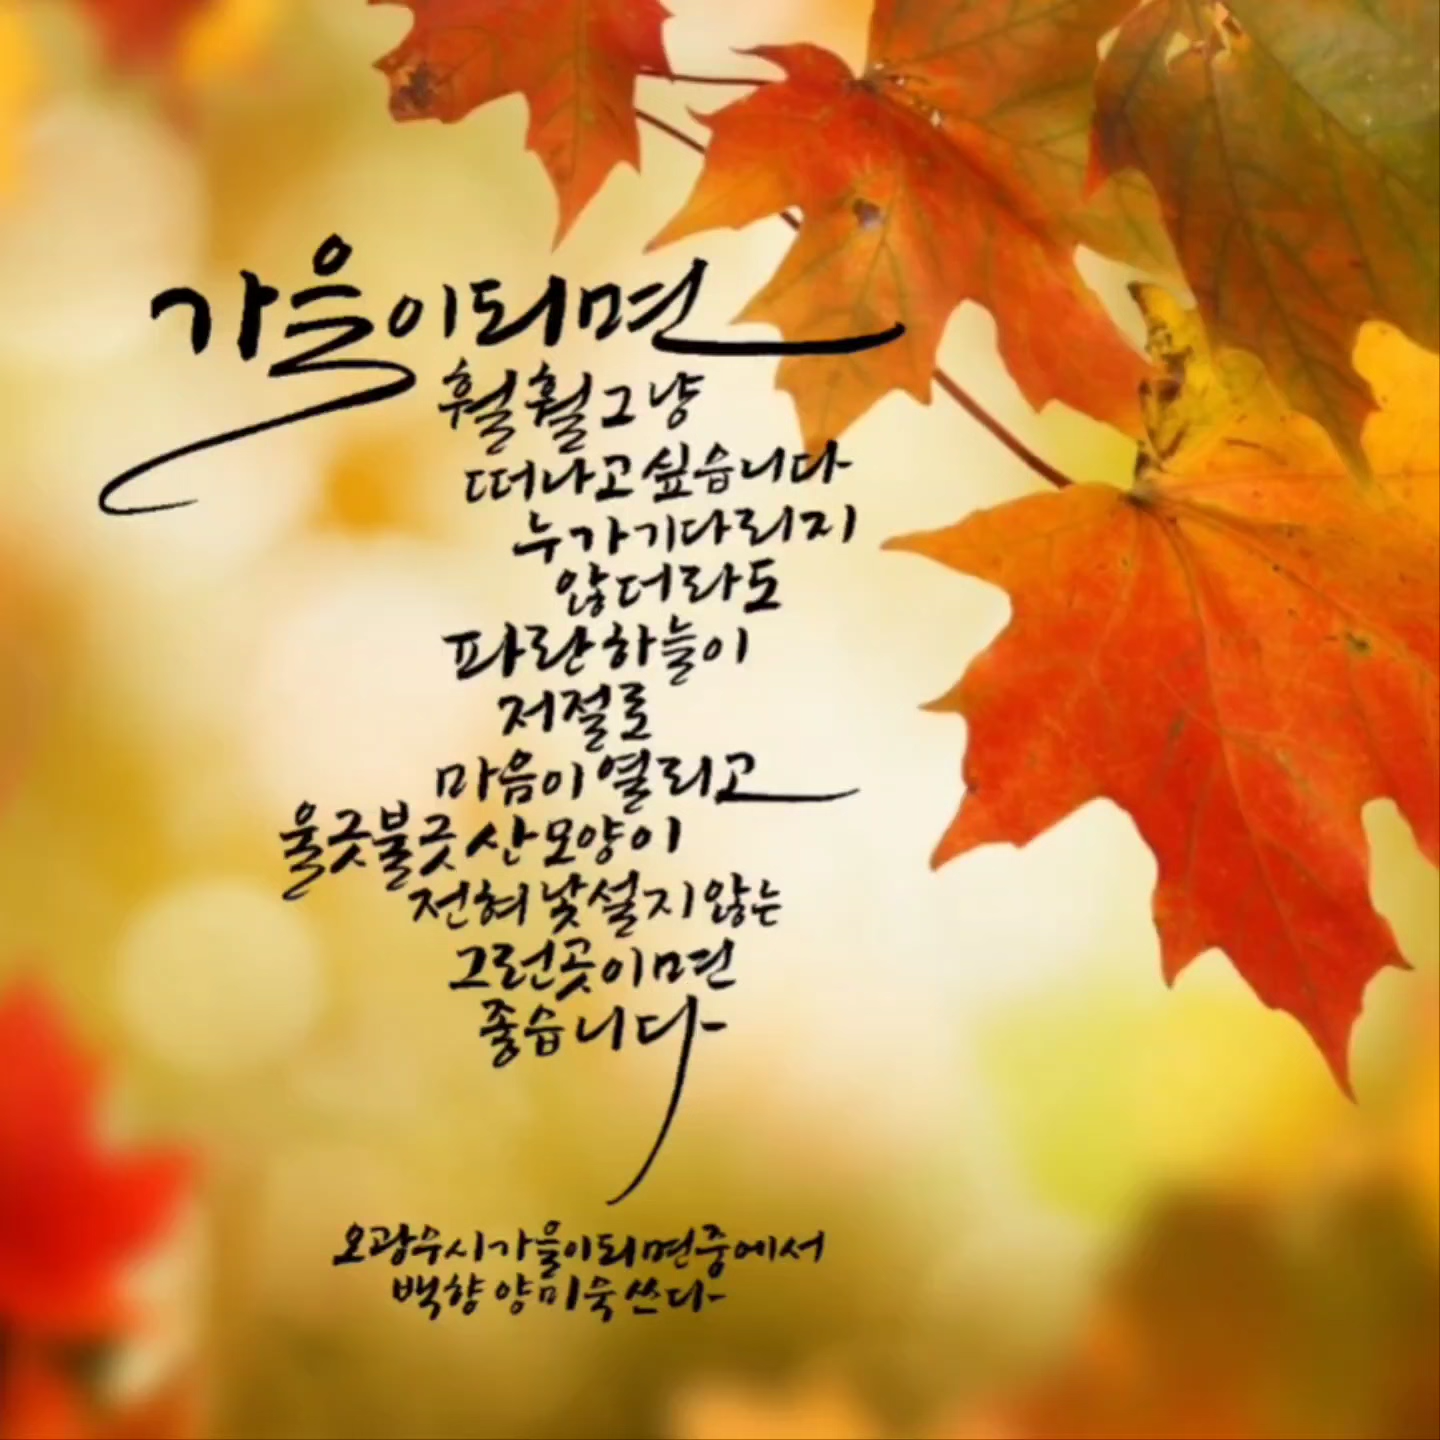 가을이되면
훨훨그냥
떠나고싶습니다
누가기다리지
않더라도
파란하늘이
저절로
마음이열리고
울긋불긋산모양이
전혀낯설지않는
그런곳이면
좋습니다
오광수시가을이되면중에서
백향양미숙쓰다